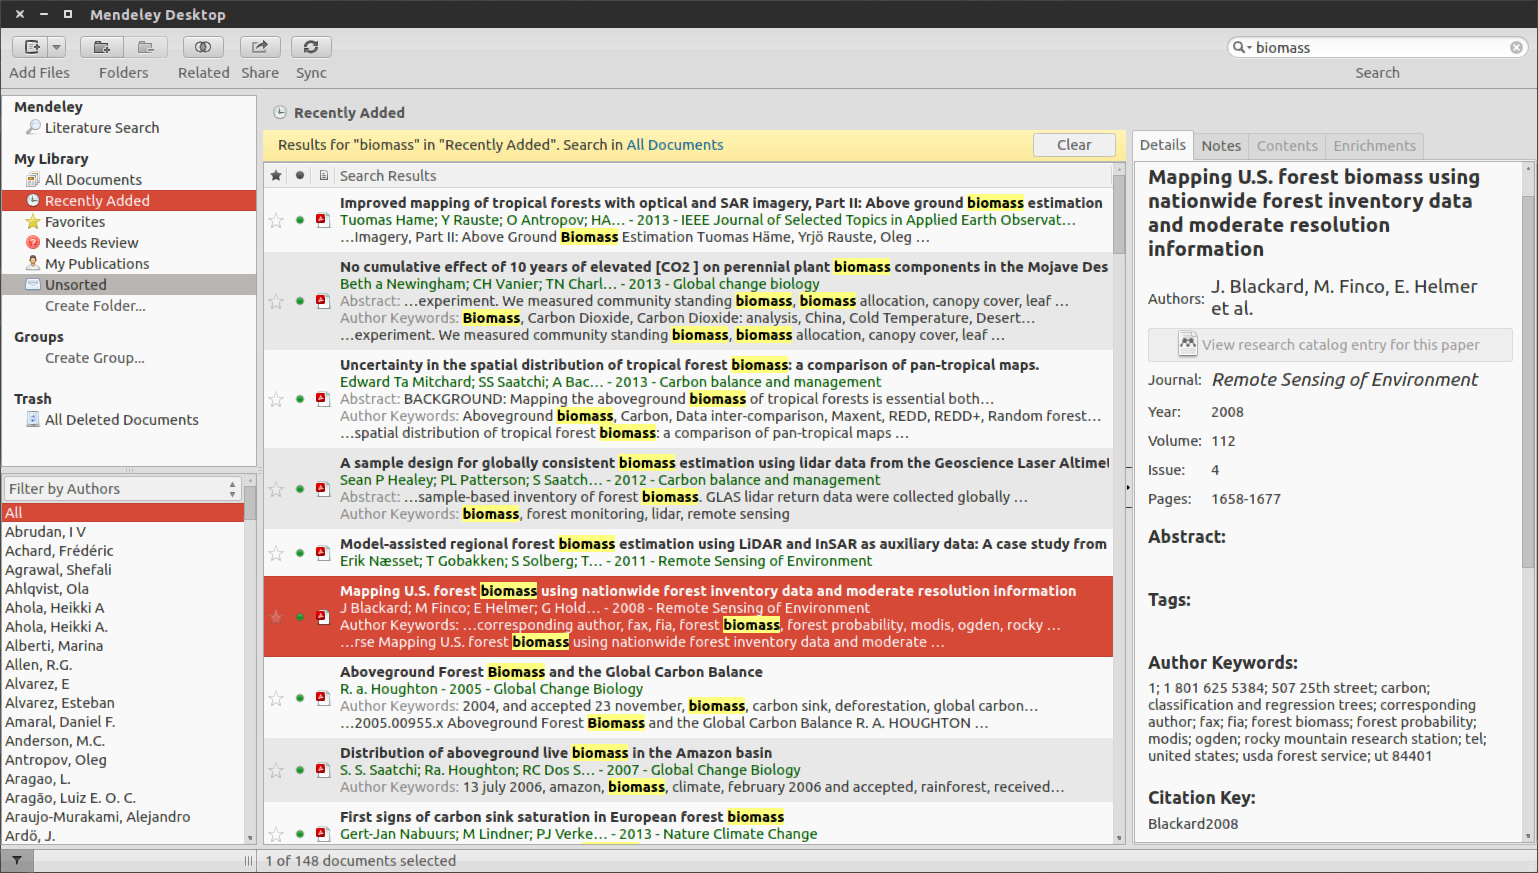 Mendeley Desktop
Add Files
Folders
Related
Share
Sync
biomass
Search
Mendeley
Literature Search
My Library
All Documents
Recently Added
Favorites
Needs Review
My Publications
Unsorted
Create Folder...
Groups
Create Group...
Trash
All Deleted Documents
Filter by Authors
All
Abrudan, I V
Achard, Frédéric
Agrawal, Shefali
Ahlqvist, Ola
Ahola, Heikki A
Ahola, Heikki A.
Alberti, Marina
Allen, R.G.
Alvarez, E
Alvarez, Esteban
Amaral, Daniel F.
Anderson, M.C.
Antropov, Oleg
Aragao, L.
Aragão, Luiz E. O. C.
Araujo-Murakami, Alejandro
Ardö, J.
Recently Added
Results for "biomass" in "Recently Added". Search in All Documents
Clear
Search Results
Improved mapping of tropical forests with optical and SAR imagery, Part II: Above ground biomass estimation
Tuomas Hame; Y Rauste; O Antropov; HA... - 2013 - IEEE Journal of Selected Topics in Applied Earth Observat...
...Imagery, Part II: Above Ground Biomass Estimation Tuomas Häme, Yrjö Rauste, Oleg ...
No cumulative effect of 10 years of elevated [CO2 ] on perennial plant biomass components in the Mojave Des
Beth a Newingham; CH Vanier; TN Charl... - 2013 - Global change biology
Abstract: ...experiment. We measured community standing biomass, biomass allocation, canopy cover, leaf ...
Author Keywords: Biomass, Carbon Dioxide, Carbon Dioxide: analysis, China, Cold Temperature, Desert...
...experiment. We measured community standing biomass, biomass allocation, canopy cover, leaf ...
Uncertainty in the spatial distribution of tropical forest biomass: a comparison of pan-tropical maps.
Edward Ta Mitchard; SS Saatchi; A Bac... - 2013 - Carbon balance and management
Abstract: BACKGROUND: Mapping the aboveground biomass of tropical forests is essential both...
Author Keywords: Aboveground biomass, Carbon, Data inter-comparison, Maxent, REDD, REDD+, Random forest...
...spatial distribution of tropical forest biomass: a comparison of pan-tropical maps ...
A sample design for globally consistent biomass estimation using lidar data from the Geoscience Laser Altimet
Sean P Healey; PL Patterson; S Saatch... - 2012 - Carbon balance and management
Abstract: ...sample-based inventory of forest biomass. GLAS lidar return data were collected globally ...
Author Keywords: biomass, forest monitoring, lidar, remote sensing
Model-assisted regional forest biomass estimation using LiDAR and InSAR as auxiliary data: A case study from
Erik Næsset; T Gobakken; S Solberg; T... - 2011 - Remote Sensing of Environment
Mapping U.S. forest biomass using nationwide forest inventory data and moderate resolution information
J Blackard; M Finco; E Helmer; G Hold... - 2008 - Remote Sensing of Environment
Author Keywords: ...corresponding author, fax, fia, forest biomass, forest probability, modis, ogden, rocky ...
...rse Mapping U.S. forest biomass using nationwide forest inventory data and moderate ...
Aboveground Forest Biomass and the Global Carbon Balance
R. a. Houghton - 2005 - Global Change Biology
Author Keywords: 2004, and accepted 23 november, biomass, carbon sink, deforestation, global carbon...
...2005.00955.x Aboveground Forest Biomass and the Global Carbon Balance R. A. HOUGHTON ...
Distribution of aboveground live biomass in the Amazon basin
S. S. Saatchi; Ra. Houghton; RC Dos S... - 2007 - Global Change Biology
Author Keywords: 13 july 2006, amazon, biomass, climate, february 2006 and accepted, rainforest, received...
First signs of carbon sink saturation in European forest biomass
Gert-Jan Nabuurs; M Lindner; PJ Verke... - 2013 - Nature Climate Change
Details
Notes
Contents
Enrichments
Mapping U.S. forest biomass using
nationwide forest inventory data
and moderate resolution
information
Authors: J. Blackard, M. Finco, E. Helmer
et al.
View research catalog entry for this paper
Journal: Remote Sensing of Environment
Year: 2008
Volume: 112
Issue: 4
Pages: 1658-1677
Abstract:
Tags:
Author Keywords:
1; 1 801 625 5384; 507 25th street; carbon;
classification and regression trees; corresponding
author; fax; fia; forest biomass; forest probability;
modis; ogden; rocky mountain research station; tel;
united states; usda forest service; ut 84401
Citation Key:
Blackard2008
1 of 148 documents selected